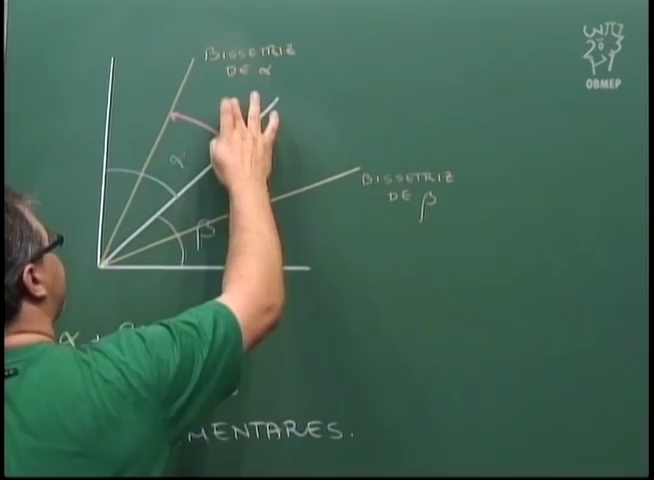 BISSETRIZ
DE α
α
BISSETRIZ
DE β
β
MENTARES.
OBMEP